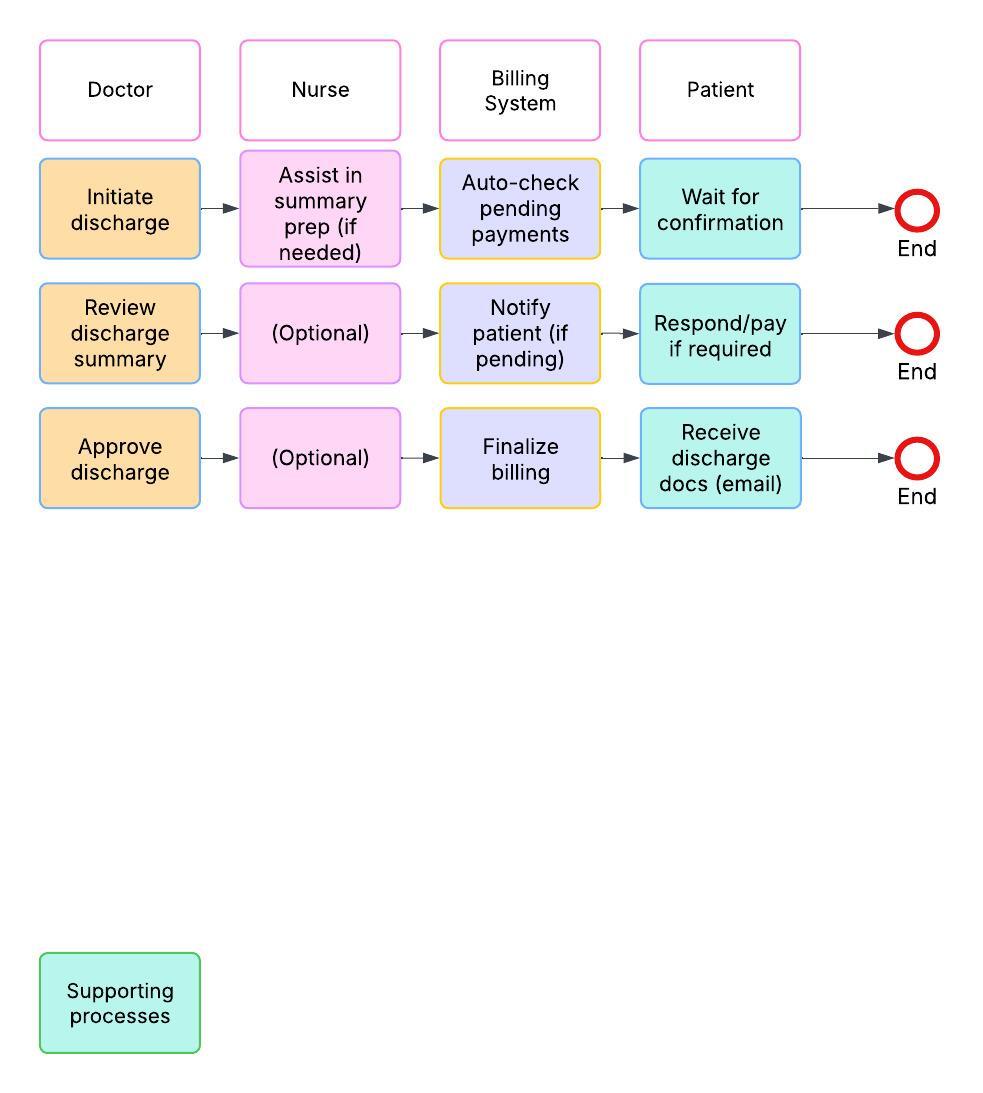 Doctor
Nurse
Billing
System
Patient
Initiate
discharge
Assist in
summary
prep (if
needed)
Auto-check
pending
payments
Wait for
confirmation
End
Review
discharge
summary
(Optional)
Notify
patient (if
pending)
Respond/pay
if required
End
Approve
discharge
(Optional)
Finalize
billing
Receive
discharge
docs (email)
End
Supporting
processes